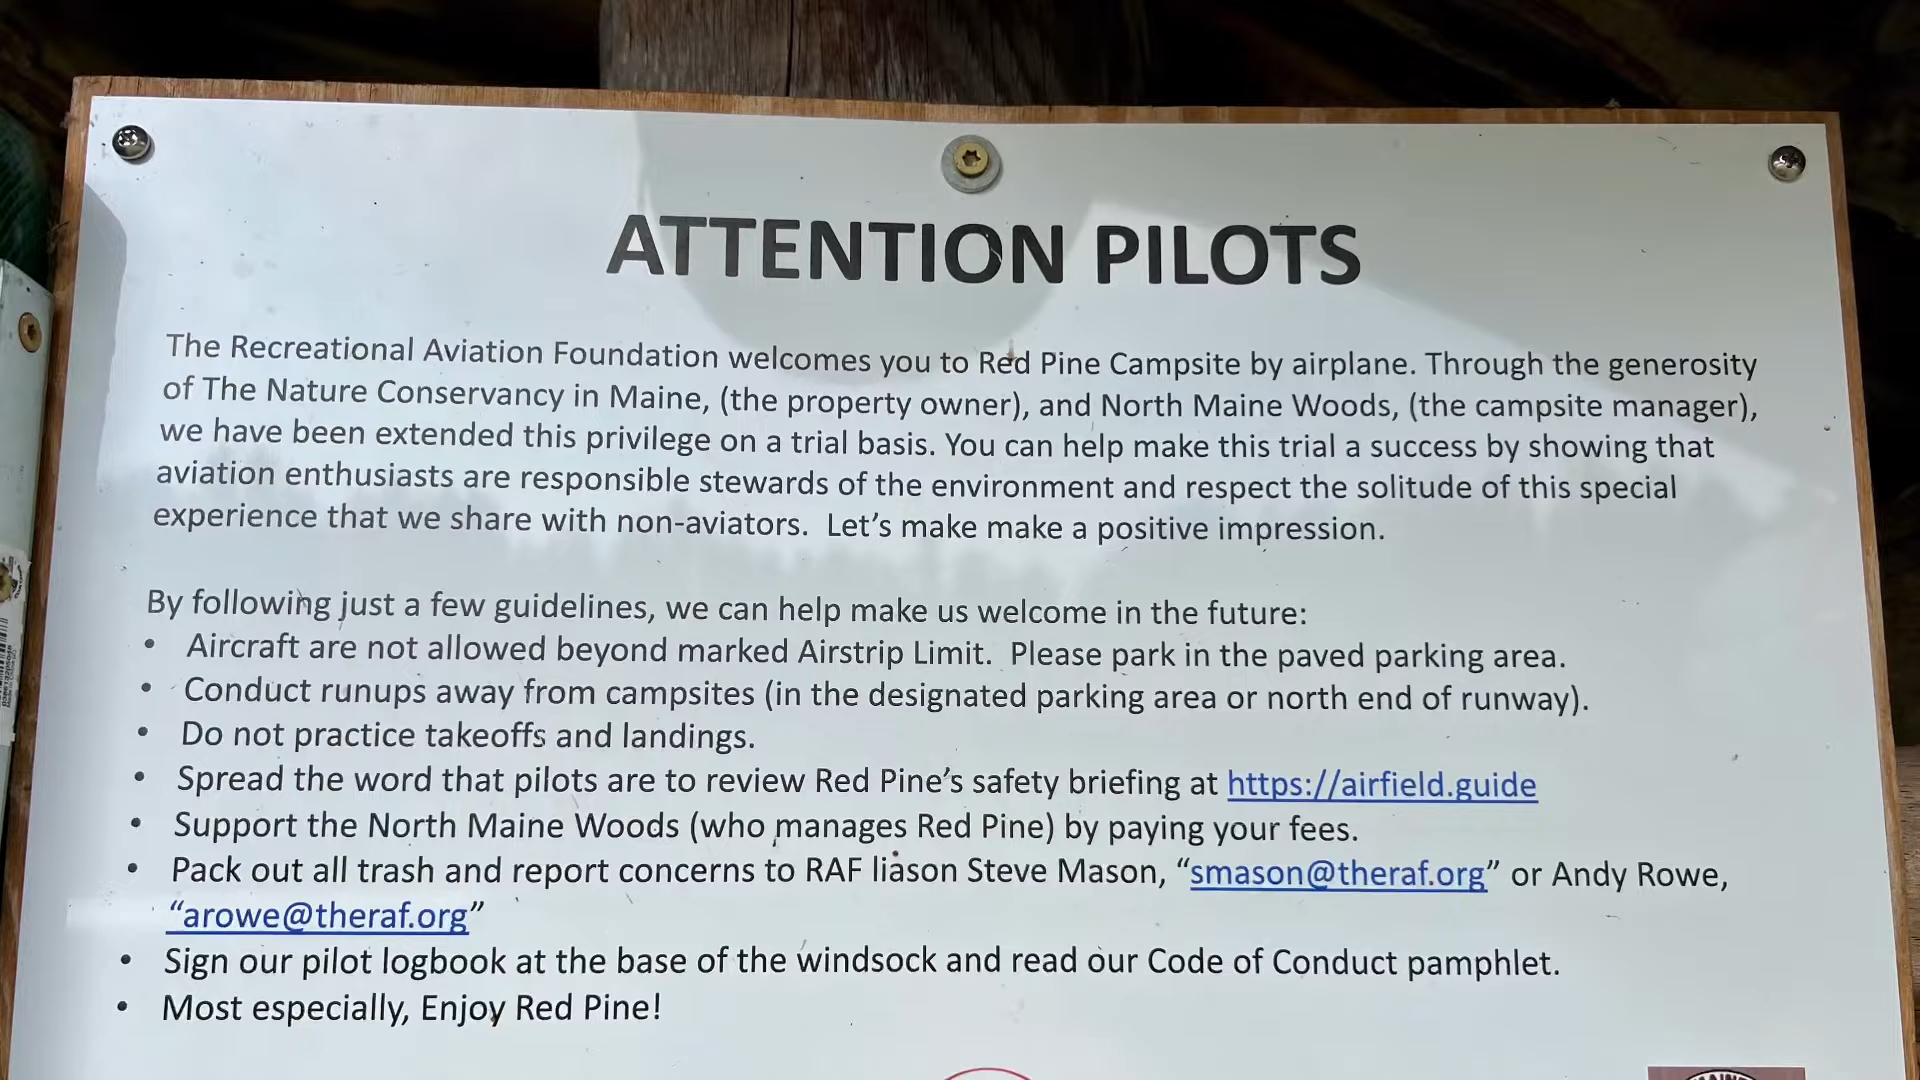 ATTENTION PILOTS
The Recreational Aviation Foundation welcomes you to Red Pine Campsite by airplane. Through the generosity
of The Nature Conservancy in Maine, (the property owner), and North Maine Woods, (the campsite manager),
we have been extended this privilege on a trial basis. You can help make this trial a success by showing that
aviation enthusiasts are responsible stewards of the environment and respect the solitude of this special
experience that we share with non-aviators. Let's make make a positive impression.
By following just a few guidelines, we can help make us welcome in the future:
• Aircraft are not allowed beyond marked Airstrip Limit. Please park in the paved parking area.
• Conduct runups away from campsites (in the designated parking area or north end of runway).
• Do not practice takeoffs and landings.
• Spread the word that pilots are to review Red Pine's safety briefing at https://airfield.guide
• Support the North Maine Woods (who manages Red Pine) by paying your fees.
• Pack out all trash and report concerns to RAF liason Steve Mason, “smason@theraf.org” or Andy Rowe,
“arowe@theraf.org”
• Sign our pilot logbook at the base of the windsock and read our Code of Conduct pamphlet.
• Most especially, Enjoy Red Pine!